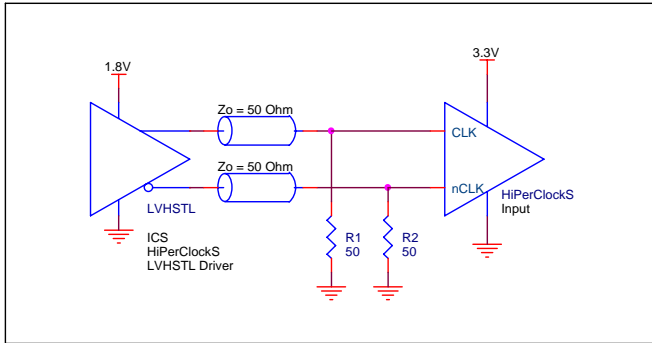 1.8V
3.3V
Zo = 50 Ohm
CLK
Zo = 50 Ohm
nCLK
LVHSTL
HiPerClockS
Input
ICS
HiPerClockS
LVHSTL Driver
R1
50
R2
50